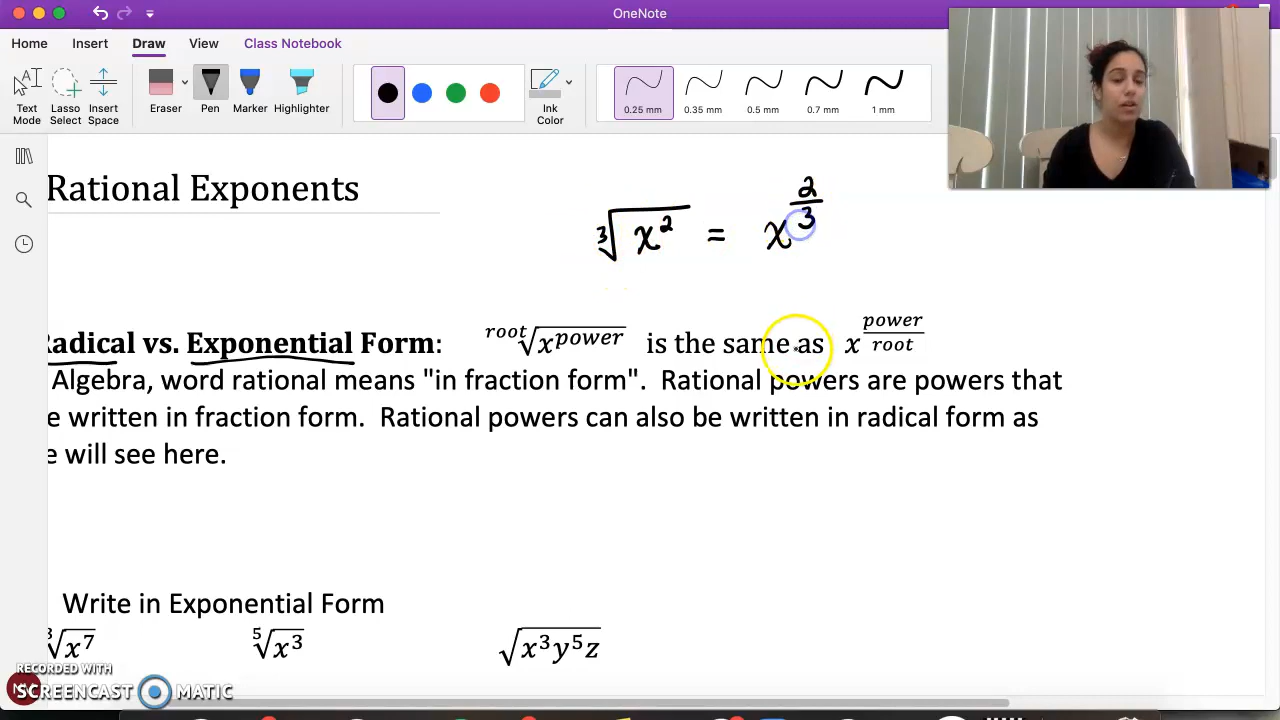 OneNote
Home Insert Draw View Class Notebook
Text Mode Lasso Select Insert Space Eraser Pen Marker Highlighter Ink Color 0.25 mm 0.35 mm 0.5 mm 0.7 mm 1 mm
Rational Exponents
∛x² = x^(2/3)
Radical vs. Exponential Form: root√x^power is the same as x^(power/root)
Algebra, word rational means "in fraction form". Rational powers are powers that
e written in fraction form. Rational powers can also be written in radical form as
e will see here.
Write in Exponential Form
³√x⁷ ⁵√x³ √x³y⁵z
RECORDED WITH
SCREENCAST MATIC